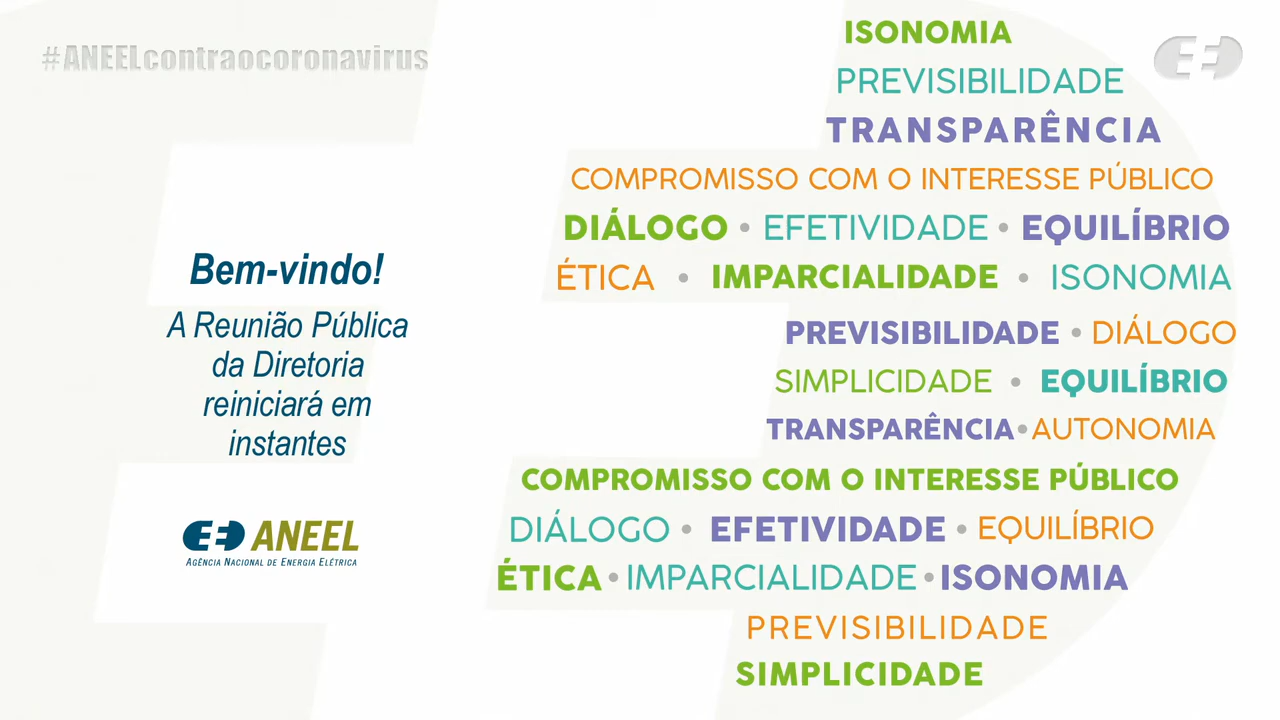 #ANEELcontraocoronavirus
Bem-vindo!
A Reunião Pública
da Diretoria
reiniciará em
instantes
ANEEL
AGÊNCIA NACIONAL DE ENERGIA ELÉTRICA
ISONOMIA
PREVISIBILIDADE
TRANSPARÊNCIA
COMPROMISSO COM O INTERESSE PÚBLICO
DIÁLOGO • EFETIVIDADE • EQUILÍBRIO
ÉTICA • IMPARCIALIDADE • ISONOMIA
PREVISIBILIDADE • DIÁLOGO
SIMPLICIDADE • EQUILÍBRIO
TRANSPARÊNCIA • AUTONOMIA
COMPROMISSO COM O INTERESSE PÚBLICO
DIÁLOGO • EFETIVIDADE • EQUILÍBRIO
ÉTICA • IMPARCIALIDADE • ISONOMIA
PREVISIBILIDADE
SIMPLICIDADE